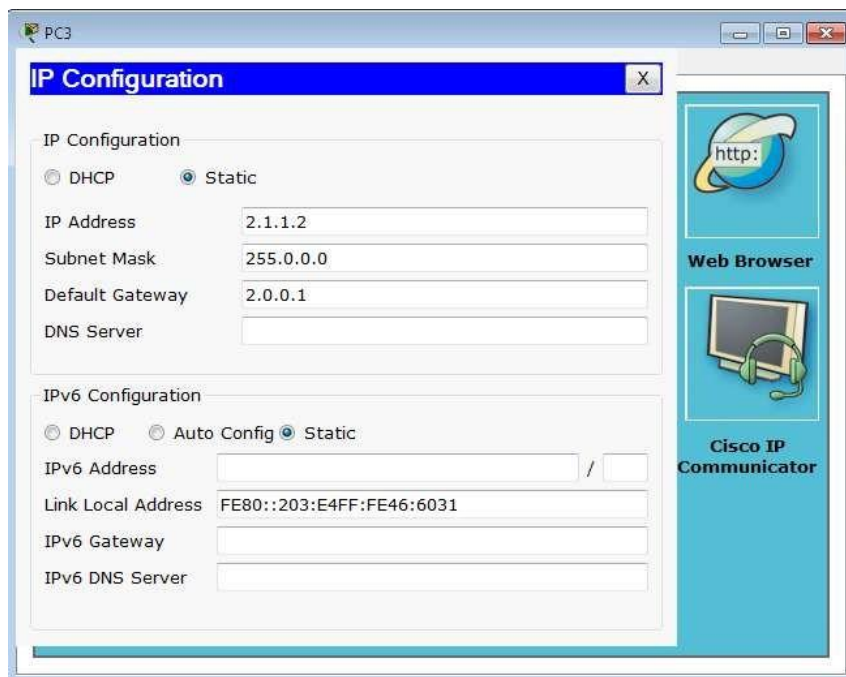 PC3
IP Configuration
X
IP Configuration
DHCP Static
IP Address 2.1.1.2
Subnet Mask 255.0.0.0
Default Gateway 2.0.0.1
DNS Server
IPv6 Configuration
DHCP Auto Config Static
IPv6 Address /
Link Local Address FE80::203:E4FF:FE46:6031
IPv6 Gateway
IPv6 DNS Server
http:
Web Browser
Cisco IP
Communicator